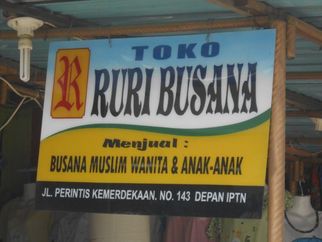 TOKO
R RURI BUSANA
Menjual :
BUSANA MUSLIM WANITA & ANAK-ANAK
JL. PERINTIS KEMERDEKAAN. NO. 143 DEPAN IPTN